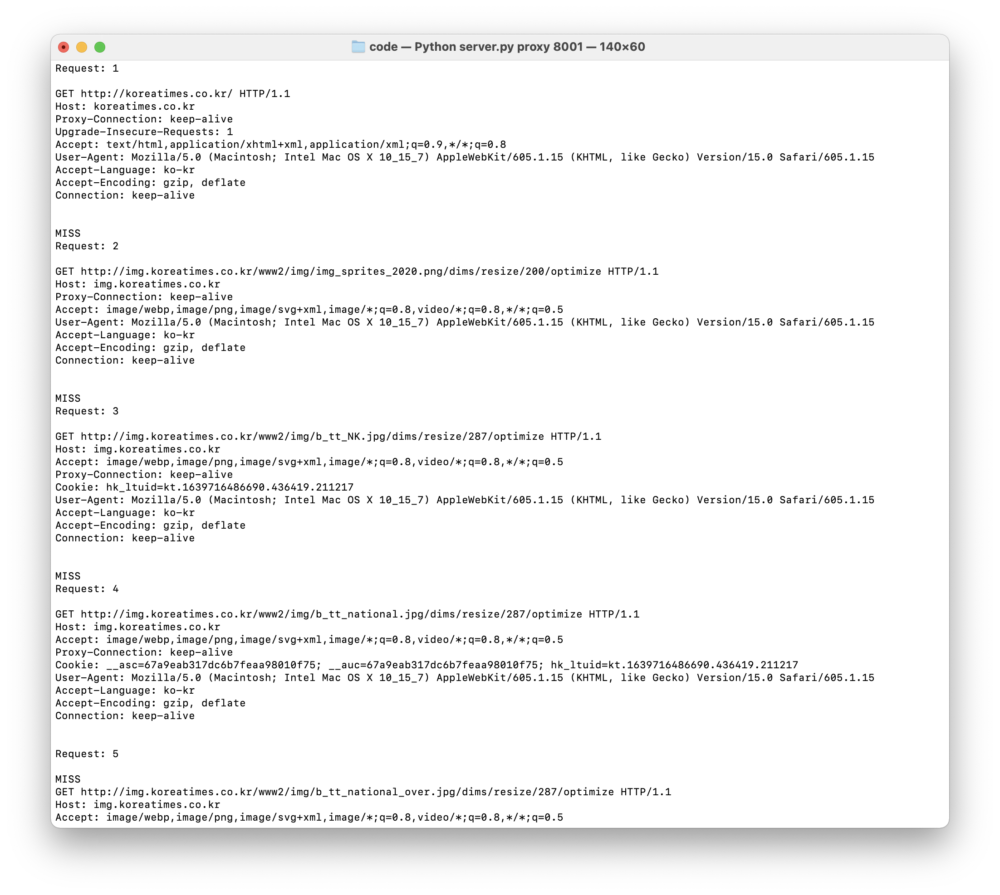 code — Python server.py proxy 8001 — 140×60
Request: 1
GET http://koreatimes.co.kr/ HTTP/1.1
Host: koreatimes.co.kr
Proxy-Connection: keep-alive
Upgrade-Insecure-Requests: 1
Accept: text/html,application/xhtml+xml,application/xml;q=0.9,*/*;q=0.8
User-Agent: Mozilla/5.0 (Macintosh; Intel Mac OS X 10_15_7) AppleWebKit/605.1.15 (KHTML, like Gecko) Version/15.0 Safari/605.1.15
Accept-Language: ko-kr
Accept-Encoding: gzip, deflate
Connection: keep-alive
MISS
Request: 2
GET http://img.koreatimes.co.kr/www2/img/img_sprites_2020.png/dims/resize/200/optimize HTTP/1.1
Host: img.koreatimes.co.kr
Proxy-Connection: keep-alive
Accept: image/webp,image/png,image/svg+xml,image/*;q=0.8,video/*;q=0.8,*/*;q=0.5
User-Agent: Mozilla/5.0 (Macintosh; Intel Mac OS X 10_15_7) AppleWebKit/605.1.15 (KHTML, like Gecko) Version/15.0 Safari/605.1.15
Accept-Language: ko-kr
Accept-Encoding: gzip, deflate
Connection: keep-alive
MISS
Request: 3
GET http://img.koreatimes.co.kr/www2/img/b_tt_NK.jpg/dims/resize/287/optimize HTTP/1.1
Host: img.koreatimes.co.kr
Accept: image/webp,image/png,image/svg+xml,image/*;q=0.8,video/*;q=0.8,*/*;q=0.5
Proxy-Connection: keep-alive
Cookie: hk_ltuid=kt.1639716486690.436419.211217
User-Agent: Mozilla/5.0 (Macintosh; Intel Mac OS X 10_15_7) AppleWebKit/605.1.15 (KHTML, like Gecko) Version/15.0 Safari/605.1.15
Accept-Language: ko-kr
Accept-Encoding: gzip, deflate
Connection: keep-alive
MISS
Request: 4
GET http://img.koreatimes.co.kr/www2/img/b_tt_national.jpg/dims/resize/287/optimize HTTP/1.1
Host: img.koreatimes.co.kr
Accept: image/webp,image/png,image/svg+xml,image/*;q=0.8,video/*;q=0.8,*/*;q=0.5
Proxy-Connection: keep-alive
Cookie: __asc=67a9eab317dc6b7feaa98010f75; __auc=67a9eab317dc6b7feaa98010f75; hk_ltuid=kt.1639716486690.436419.211217
User-Agent: Mozilla/5.0 (Macintosh; Intel Mac OS X 10_15_7) AppleWebKit/605.1.15 (KHTML, like Gecko) Version/15.0 Safari/605.1.15
Accept-Language: ko-kr
Accept-Encoding: gzip, deflate
Connection: keep-alive
Request: 5
MISS
GET http://img.koreatimes.co.kr/www2/img/b_tt_national_over.jpg/dims/resize/287/optimize HTTP/1.1
Host: img.koreatimes.co.kr
Accept: image/webp,image/png,image/svg+xml,image/*;q=0.8,video/*;q=0.8,*/*;q=0.5